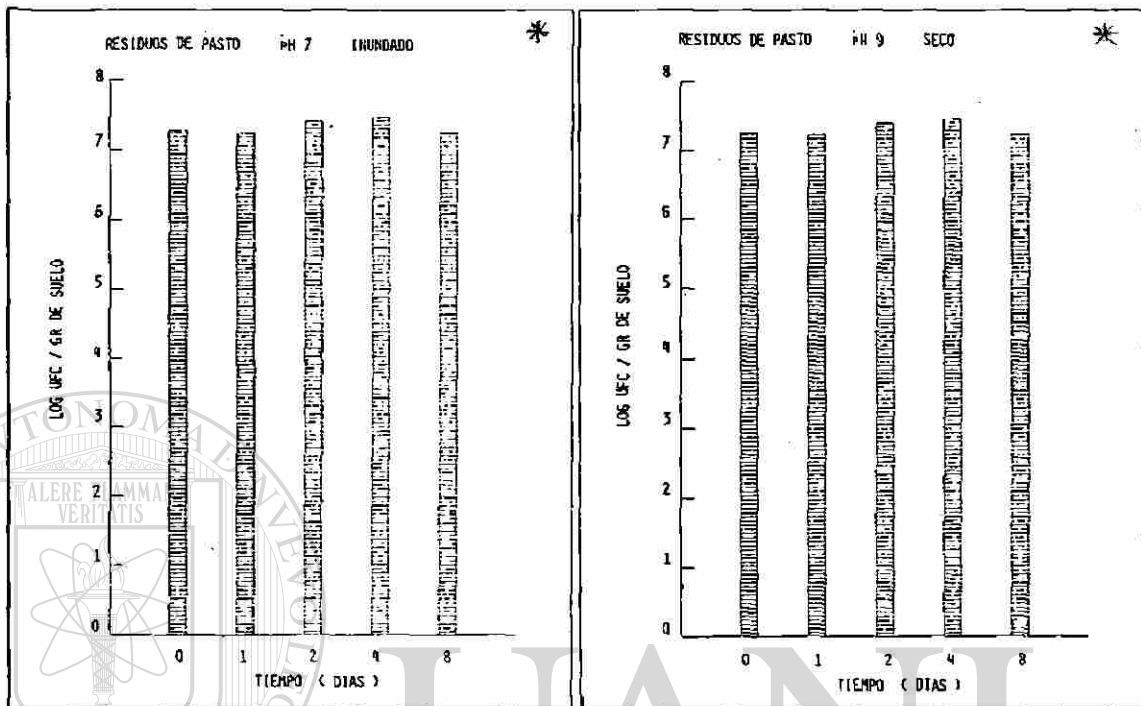 RESIDUOS DE PASTO PH 7 INUNDADO
8
7
6
5
4
3
2
1
0
LOG UFC / GR DE SUELO
0 1 2 4 8
TIEMPO ( DIAS )
RESIDUOS DE PASTO PH 9 SECO
8
7
6
5
4
3
2
1
0
LOG UFC / GR DE SUELO
0 1 2 4 8
TIEMPO ( DIAS )
TALERE FLAMMAM
VERITATIS
UANL